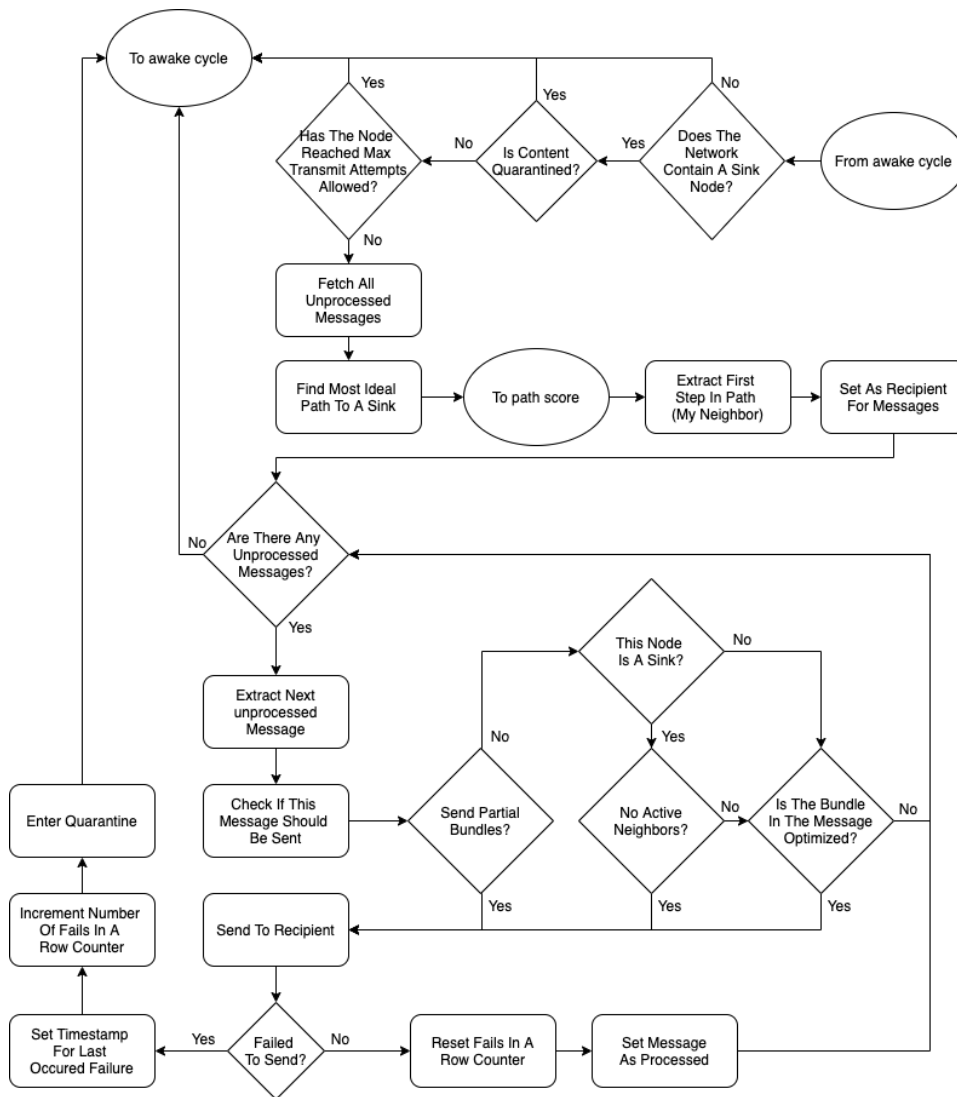 To awake cycle
Yes
Yes
No
Has The Node
Reached Max
Transmit Attempts
Allowed?
No
Is Content
Quarantined?
Yes
Does The
Network
Contain A Sink
Node?
From awake cycle
No
Fetch All
Unprocessed
Messages
Find Most Ideal
Path To A Sink
To path score
Extract First
Step In Path
(My Neighbor)
Set As Recipient
For Messages
No
Are There Any
Unprocessed
Messages?
Yes
This Node
Is A Sink?
No
Extract Next
unprocessed
Message
No
Yes
Enter Quarantine
Check If This
Message Should
Be Sent
Send Partial
Bundles?
No Active
Neighbors?
No
Is The Bundle
In The Message
Optimized?
No
Yes
Yes
Yes
Increment Number
Of Fails In A
Row Counter
Send To Recipient
Set Timestamp
For Last
Occured Failure
Yes
Failed
To Send?
No
Reset Fails In A
Row Counter
Set Message
As Processed